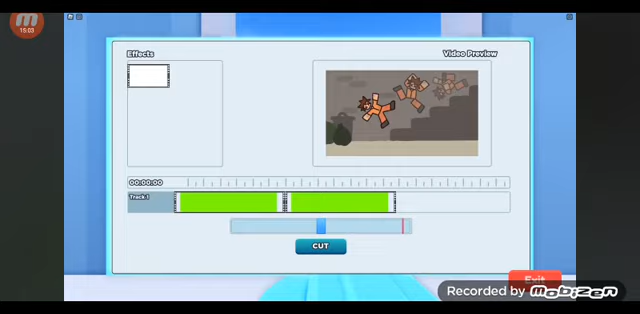 15:03
Effects
Video Preview
00:00:00
Track 1
CUT
Exit
Recorded by Mobizen